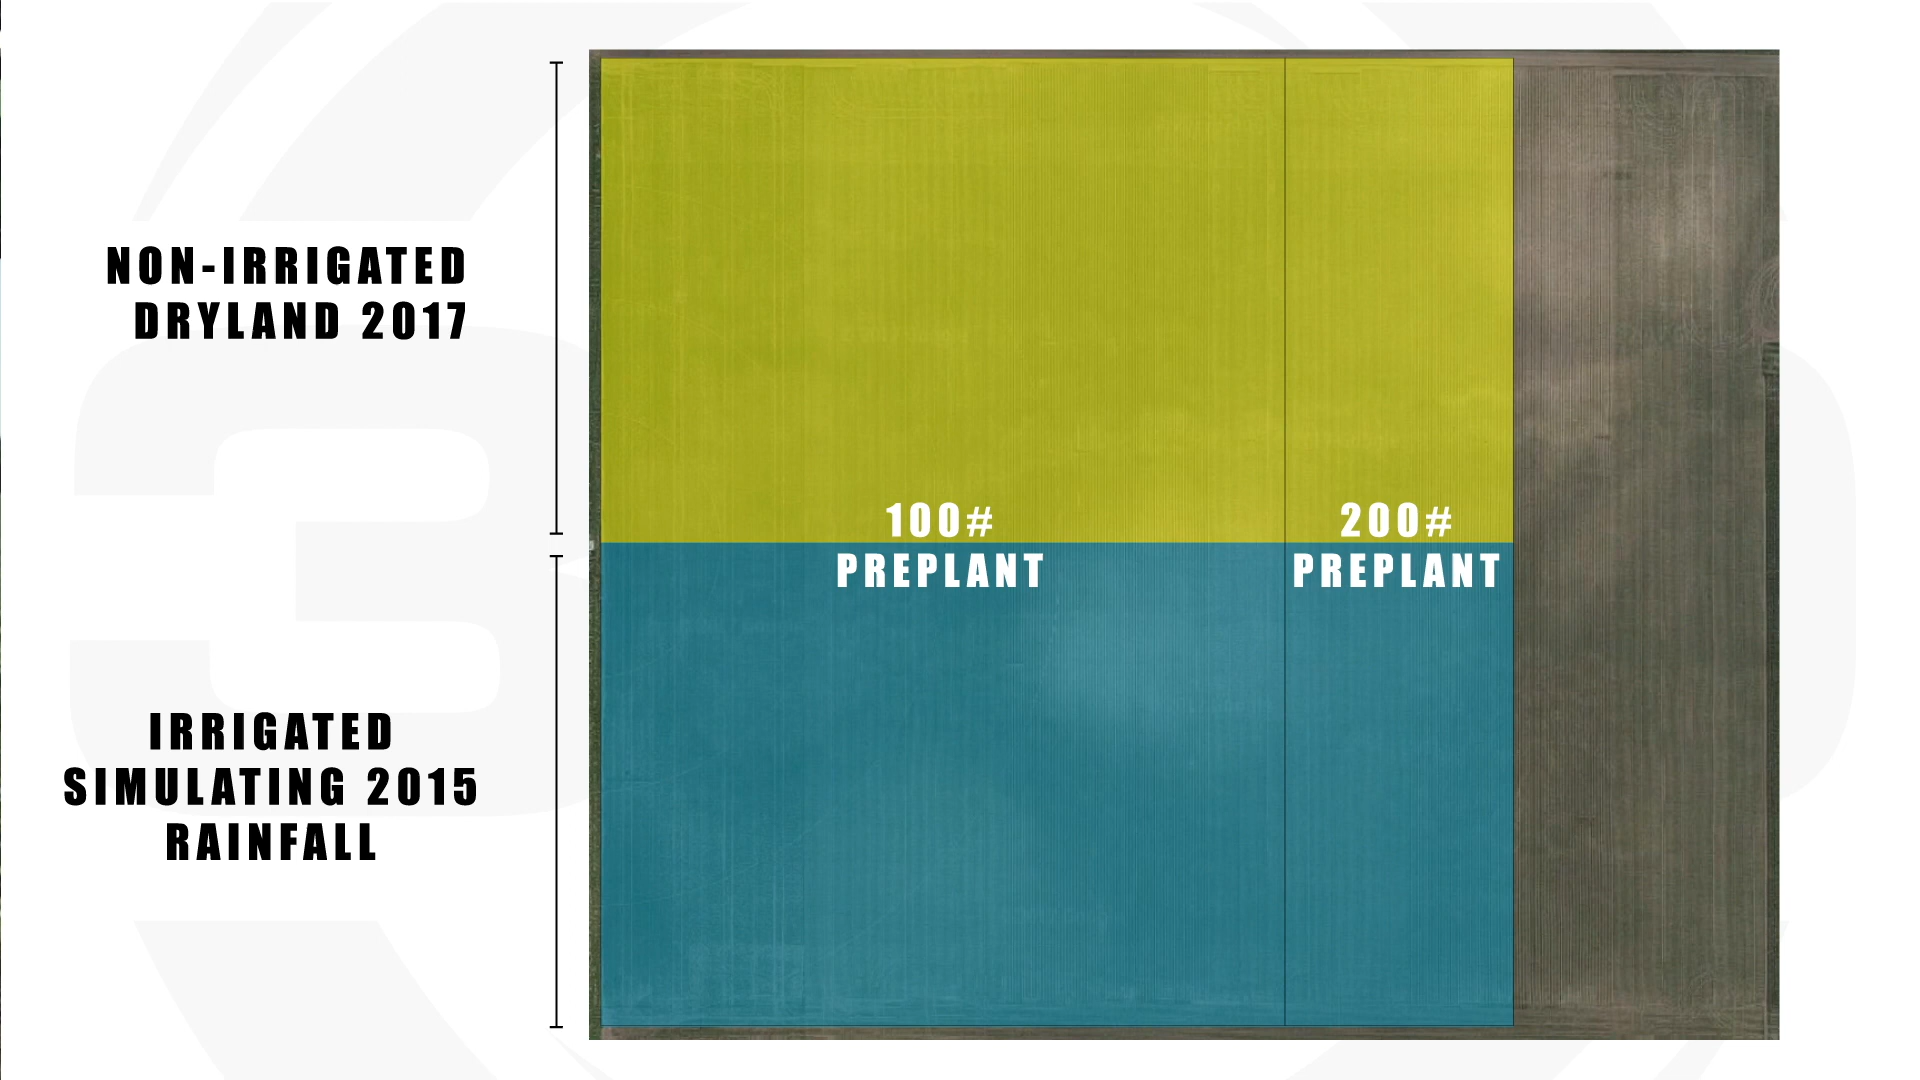 NON-IRRIGATED
DRYLAND 2017
100#
PREPLANT
200#
PREPLANT
IRRIGATED
SIMULATING 2015
RAINFALL